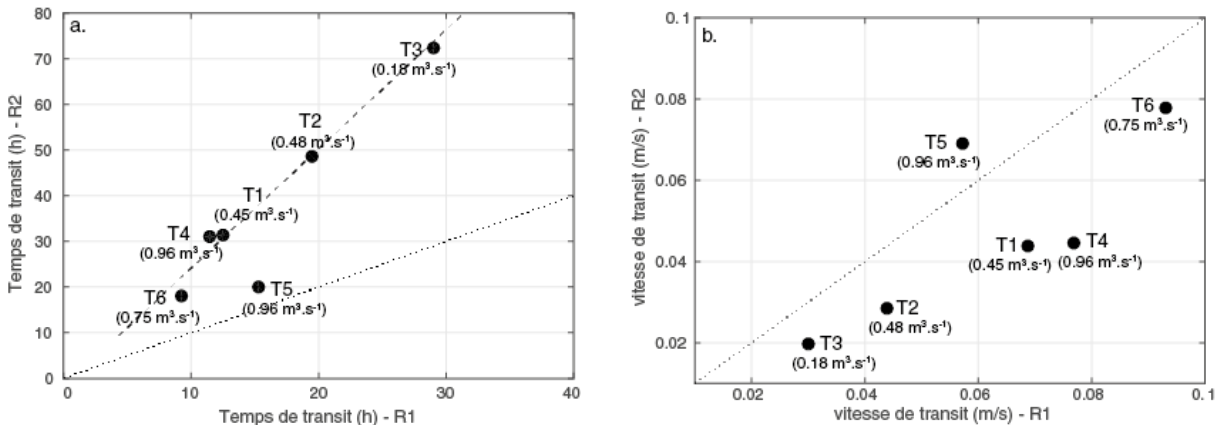 a.
80
70
60
50
40
30
20
10
0
Temps de transit (h) - R2
T3
(0.18 m³.s⁻¹)
T2
(0.48 m³.s⁻¹)
T1
(0.45 m³.s⁻¹)
T4
(0.96 m³.s⁻¹)
T6
(0.75 m³.s⁻¹)
T5
(0.96 m³.s⁻¹)
0 10 20 30 40
Temps de transit (h) - R1
b.
0.1
0.08
0.06
0.04
0.02
vitesse de transit (m/s) - R2
T6
(0.75 m³.s⁻¹)
T5
(0.96 m³.s⁻¹)
T1
(0.45 m³.s⁻¹)
T4
(0.96 m³.s⁻¹)
T2
(0.48 m³.s⁻¹)
T3
(0.18 m³.s⁻¹)
0.02 0.04 0.06 0.08 0.1
vitesse de transit (m/s) - R1